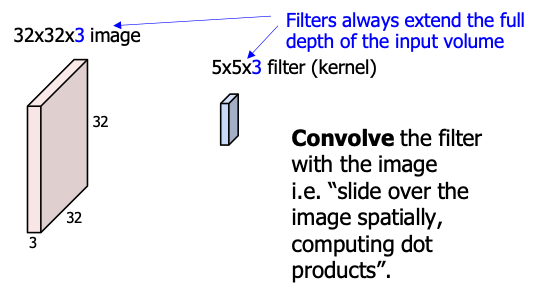 Filters always extend the full
depth of the input volume
32x32x3 image
5x5x3 filter (kernel)
32
32
3
Convolve the filter
with the image
i.e. “slide over the
image spatially,
computing dot
products”.